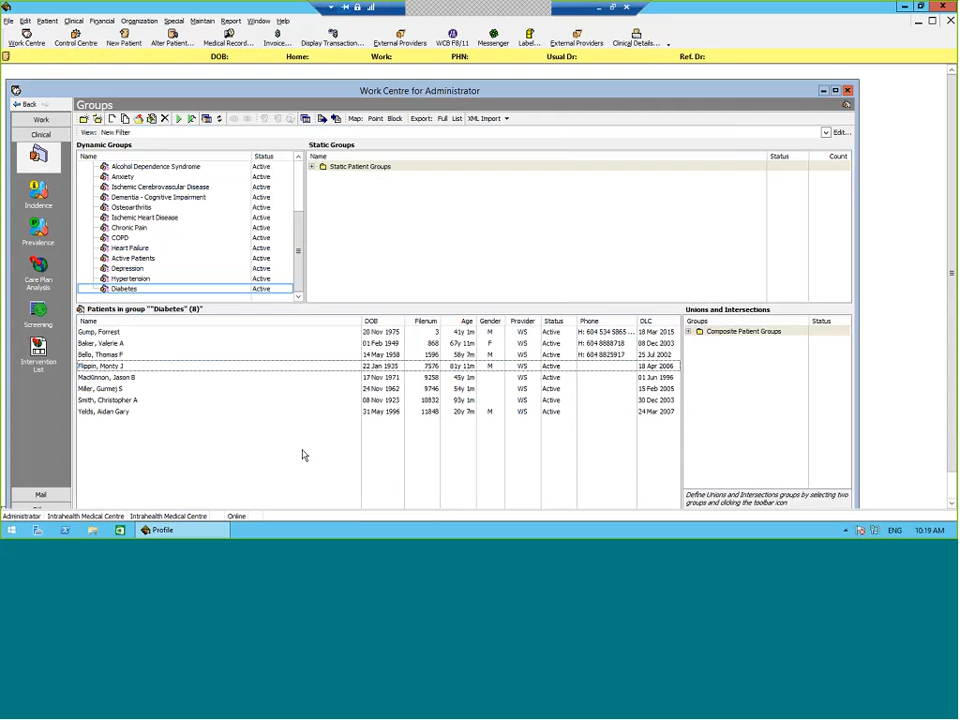 File Edit Patient Clinical Financial Organization Special Maintain Report Window Help
Work Centre Control Centre New Patient Alter Patient... Medical Record... Invoice... Display Transaction... External Providers WCB F8/11 Messenger Label... External Providers Clinical Details...
DOB: Home: Work: PHN: Usual Dr: Ref. Dr:
Work Centre for Administrator
Back Groups
Work
Map: Point Block Export: Full List XML Import
Clinical
View: New Filter Edit...
Dynamic Groups Static Groups
Name Status Name Status Count
Alcohol Dependence Syndrome Active Static Patient Groups
Anxiety Active
Ischemic Cerebrovascular Disease Active
Dementia - Cognitive Impairment Active
Osteoarthritis Active
Ischemic Heart Disease Active
Chronic Pain Active
COPD Active
Heart Failure Active
Active Patients Active
Depression Active
Hypertension Active
Diabetes Active
Incidence
Prevalence
Care Plan
Analysis
Screening
Intervention
List
Mail
Patients in group ""Diabetes" (8)" Unions and Intersections
Name DOB Filenum Age Gender Provider Status Phone DLC Groups Status
Gump, Forrest 28 Nov 1975 3 41y 1m M WS Active H: 604 534 5865 ... 18 Mar 2015 Composite Patient Groups
Baker, Valerie A 01 Feb 1949 868 67y 11m F WS Active H: 604 8888718 08 Dec 2003
Bello, Thomas F 14 May 1958 1596 58y 7m M WS Active H: 604 8825917 25 Jul 2002
Flippin, Monty J 22 Jan 1935 7576 81y 11m M WS Active 18 Apr 2006
MacKinnon, Jason B 17 Nov 1971 9258 45y 1m WS Active 01 Jun 1996
Miller, Gurmej S 24 Nov 1962 9746 54y 1m WS Active 15 Feb 2005
Smith, Christopher A 08 Nov 1923 10832 93y 1m WS Active 30 Dec 2003
Yelds, Aidan Gary 31 May 1996 11848 20y 7m M WS Active 24 Mar 2007
Define Unions and Intersections groups by selecting two
groups and clicking the toolbar icon
Administrator Intrahealth Medical Centre Intrahealth Medical Centre Online
Profile ENG 10:19 AM